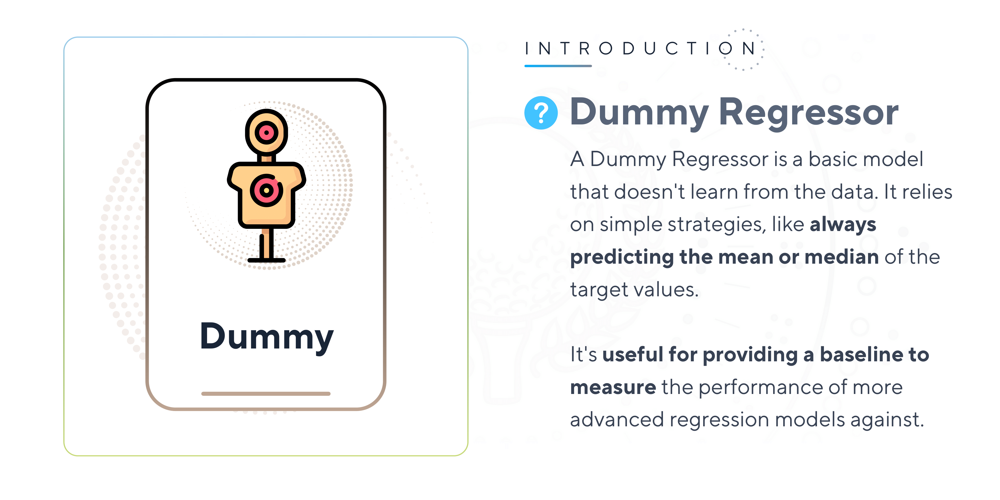 INTRODUCTION
Dummy Regressor
A Dummy Regressor is a basic model
that doesn't learn from the data. It relies
on simple strategies, like always
predicting the mean or median of the
target values.
It's useful for providing a baseline to
measure the performance of more
advanced regression models against.
Dummy